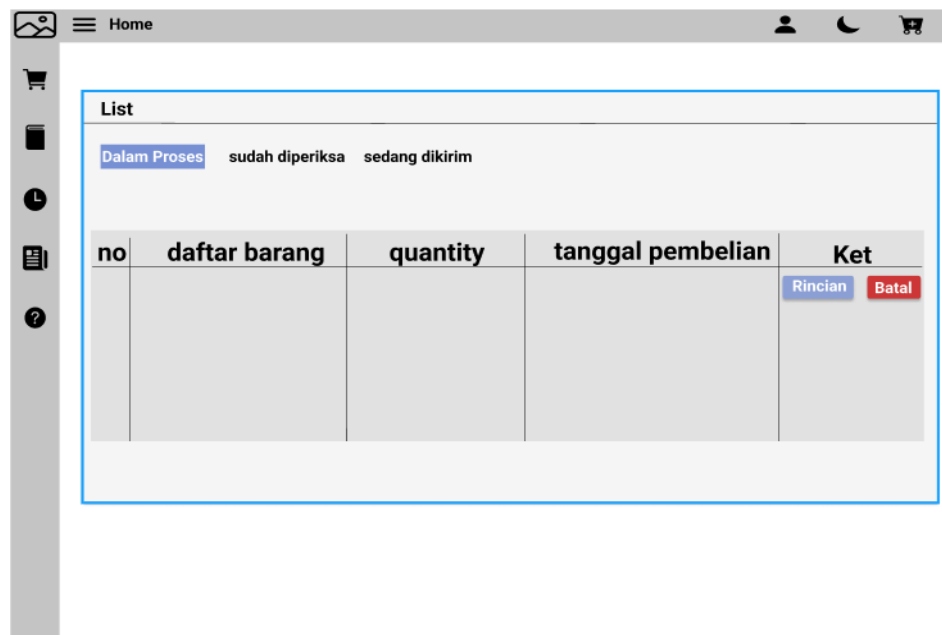 Home
List
Dalam Proses sudah diperiksa sedang dikirim
no daftar barang quantity tanggal pembelian Ket
Rincian Batal